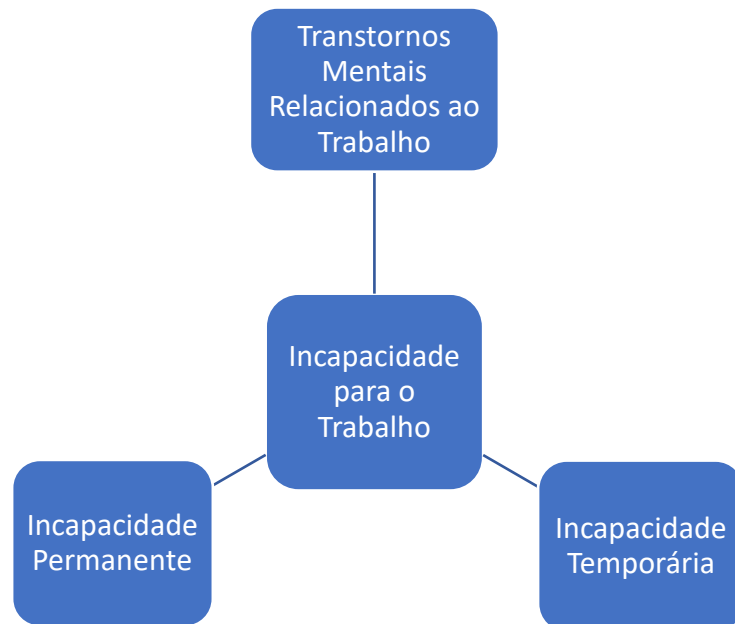 Transtornos
Mentais
Relacionados ao
Trabalho
Incapacidade
para o
Trabalho
Incapacidade
Permanente
Incapacidade
Temporária